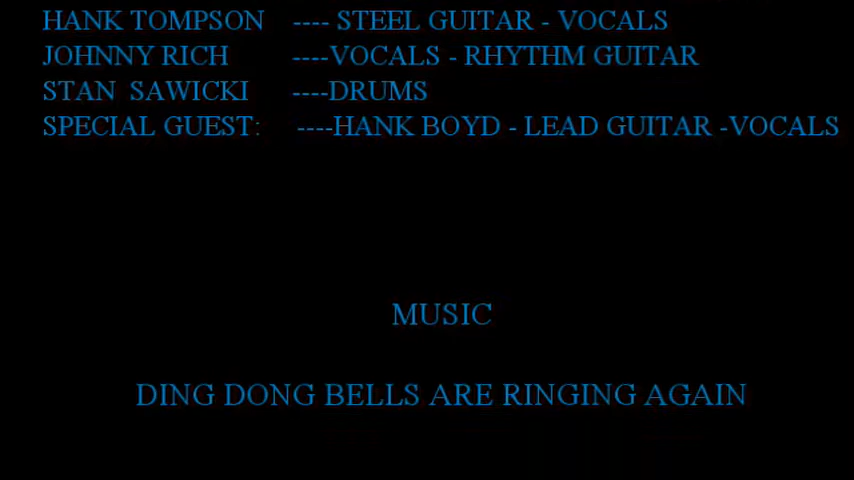 HANK TOMPSON ---- STEEL GUITAR - VOCALS
JOHNNY RICH ----VOCALS - RHYTHM GUITAR
STAN SAWICKI ----DRUMS
SPECIAL GUEST: ----HANK BOYD - LEAD GUITAR -VOCALS
MUSIC
DING DONG BELLS ARE RINGING AGAIN